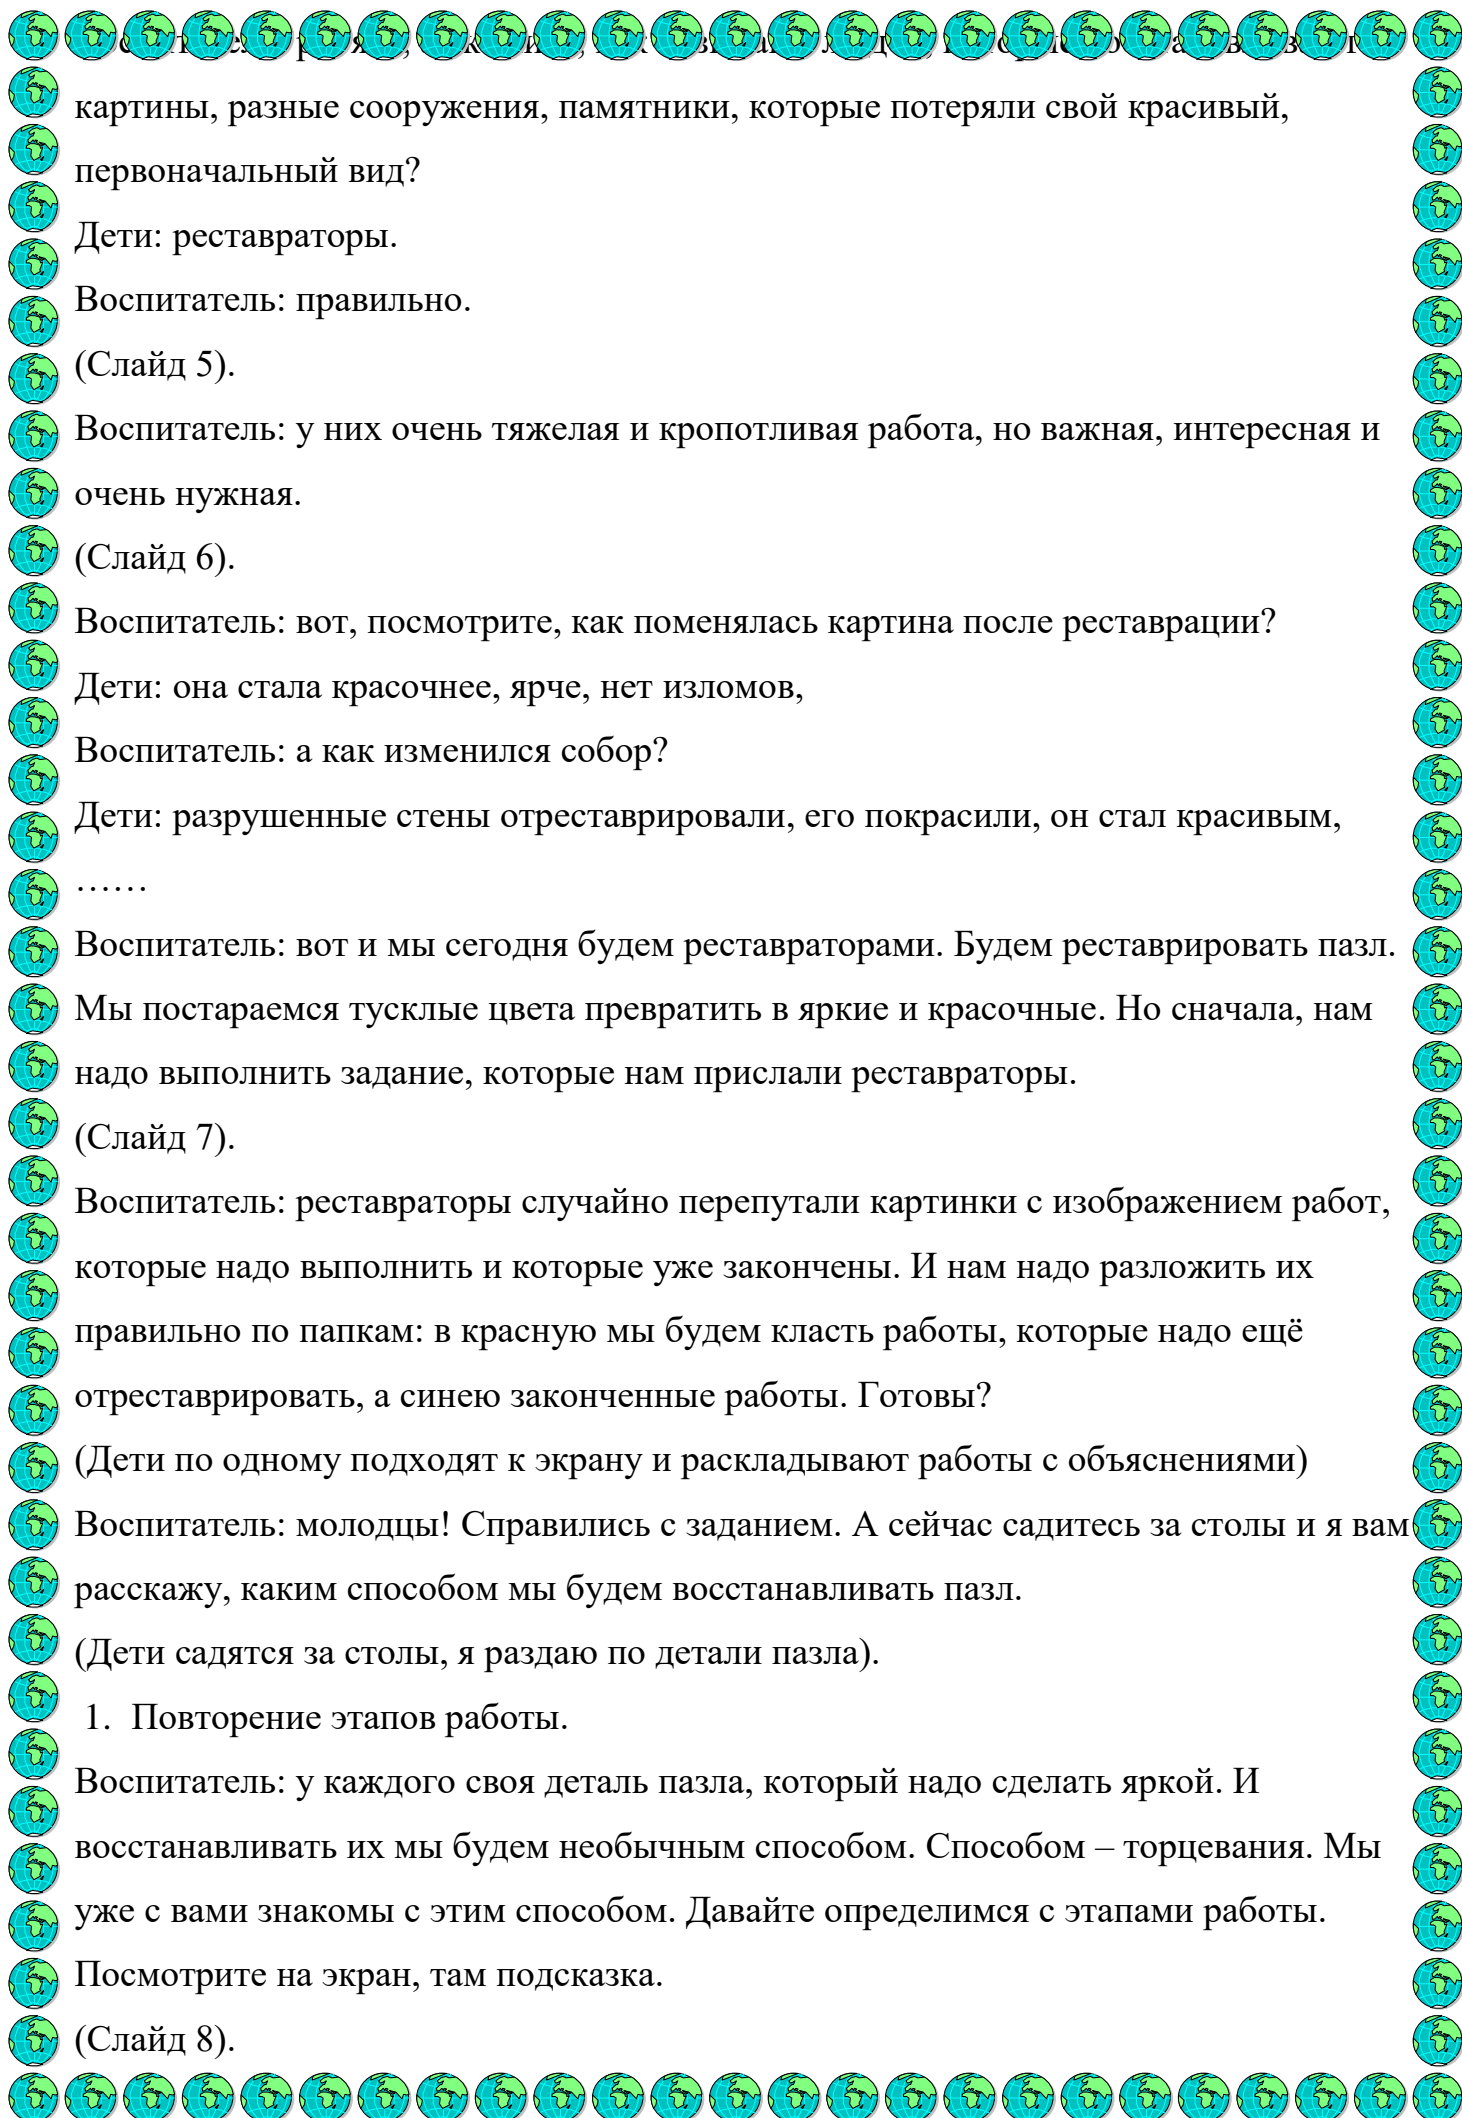 картины, разные сооружения, памятники, которые потеряли свой красивый,
первоначальный вид?
Дети: реставраторы.
Воспитатель: правильно.
(Слайд 5).
Воспитатель: у них очень тяжелая и кропотливая работа, но важная, интересная и
очень нужная.
(Слайд 6).
Воспитатель: вот, посмотрите, как поменялась картина после реставрации?
Дети: она стала красочнее, ярче, нет изломов,
Воспитатель: а как изменился собор?
Дети: разрушенные стены отреставрировали, его покрасили, он стал красивым,
……
Воспитатель: вот и мы сегодня будем реставраторами. Будем реставрировать пазл.
Мы постараемся тусклые цвета превратить в яркие и красочные. Но сначала, нам
надо выполнить задание, которые нам прислали реставраторы.
(Слайд 7).
Воспитатель: реставраторы случайно перепутали картинки с изображением работ,
которые надо выполнить и которые уже закончены. И нам надо разложить их
правильно по папкам: в красную мы будем класть работы, которые надо ещё
отреставрировать, а синею законченные работы. Готовы?
(Дети по одному подходят к экрану и раскладывают работы с объяснениями)
Воспитатель: молодцы! Справились с заданием. А сейчас садитесь за столы и я вам
расскажу, каким способом мы будем восстанавливать пазл.
(Дети садятся за столы, я раздаю по детали пазла).
1. Повторение этапов работы.
Воспитатель: у каждого своя деталь пазла, который надо сделать яркой. И
восстанавливать их мы будем необычным способом. Способом – торцевания. Мы
уже с вами знакомы с этим способом. Давайте определимся с этапами работы.
Посмотрите на экран, там подсказка.
(Слайд 8).